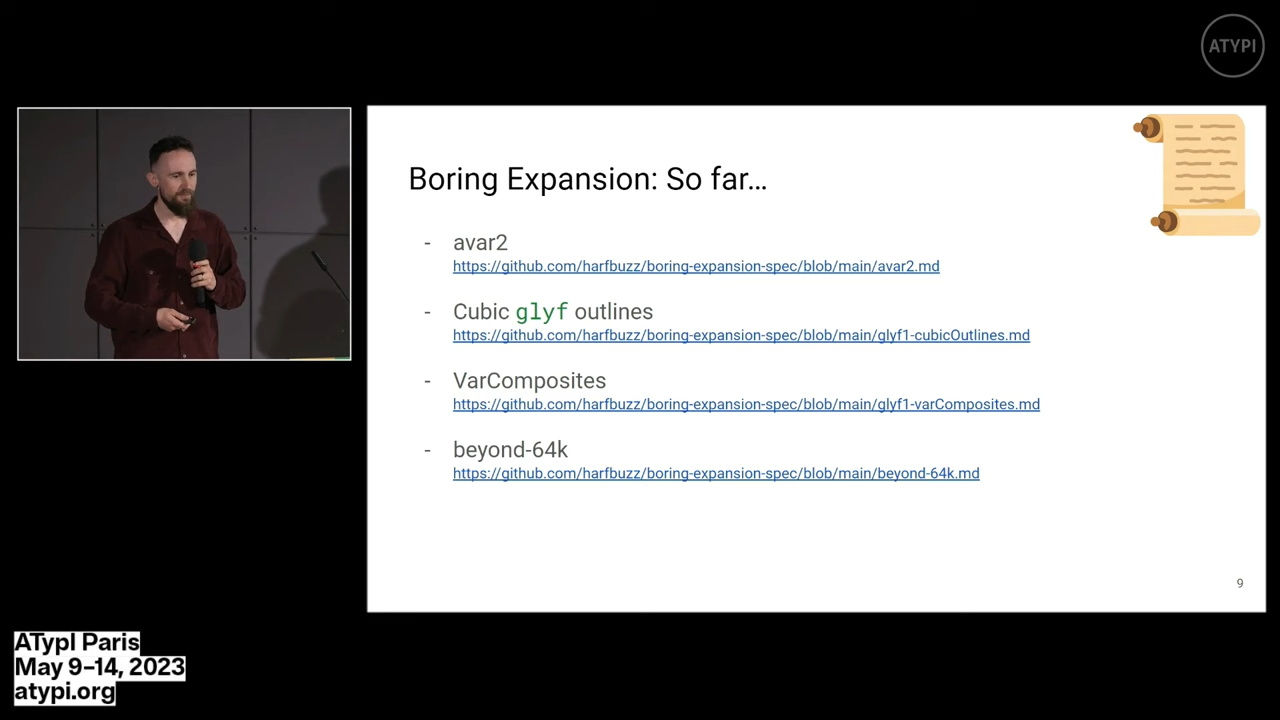 ATYPI
Boring Expansion: So far...
- avar2
https://github.com/harfbuzz/boring-expansion-spec/blob/main/avar2.md
- Cubic glyf outlines
https://github.com/harfbuzz/boring-expansion-spec/blob/main/glyf1-cubicOutlines.md
- VarComposites
https://github.com/harfbuzz/boring-expansion-spec/blob/main/glyf1-varComposites.md
- beyond-64k
https://github.com/harfbuzz/boring-expansion-spec/blob/main/beyond-64k.md
9
ATypI Paris
May 9–14, 2023
atypi.org